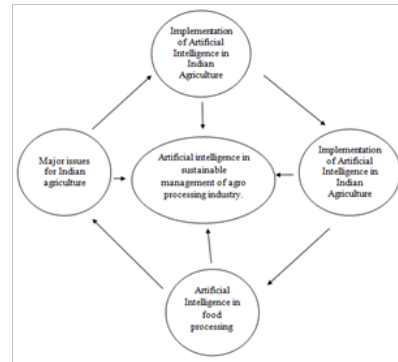 Implementation
of Artificial
Intelligence in
Indian
Agriculture
Major issues
for Indian
agriculture
Artificial intelligence in
sustainable
management of agro
processing industry.
Implementation
of Artificial
Intelligence in
Indian
Agriculture
Artificial
Intelligence in
food
processing